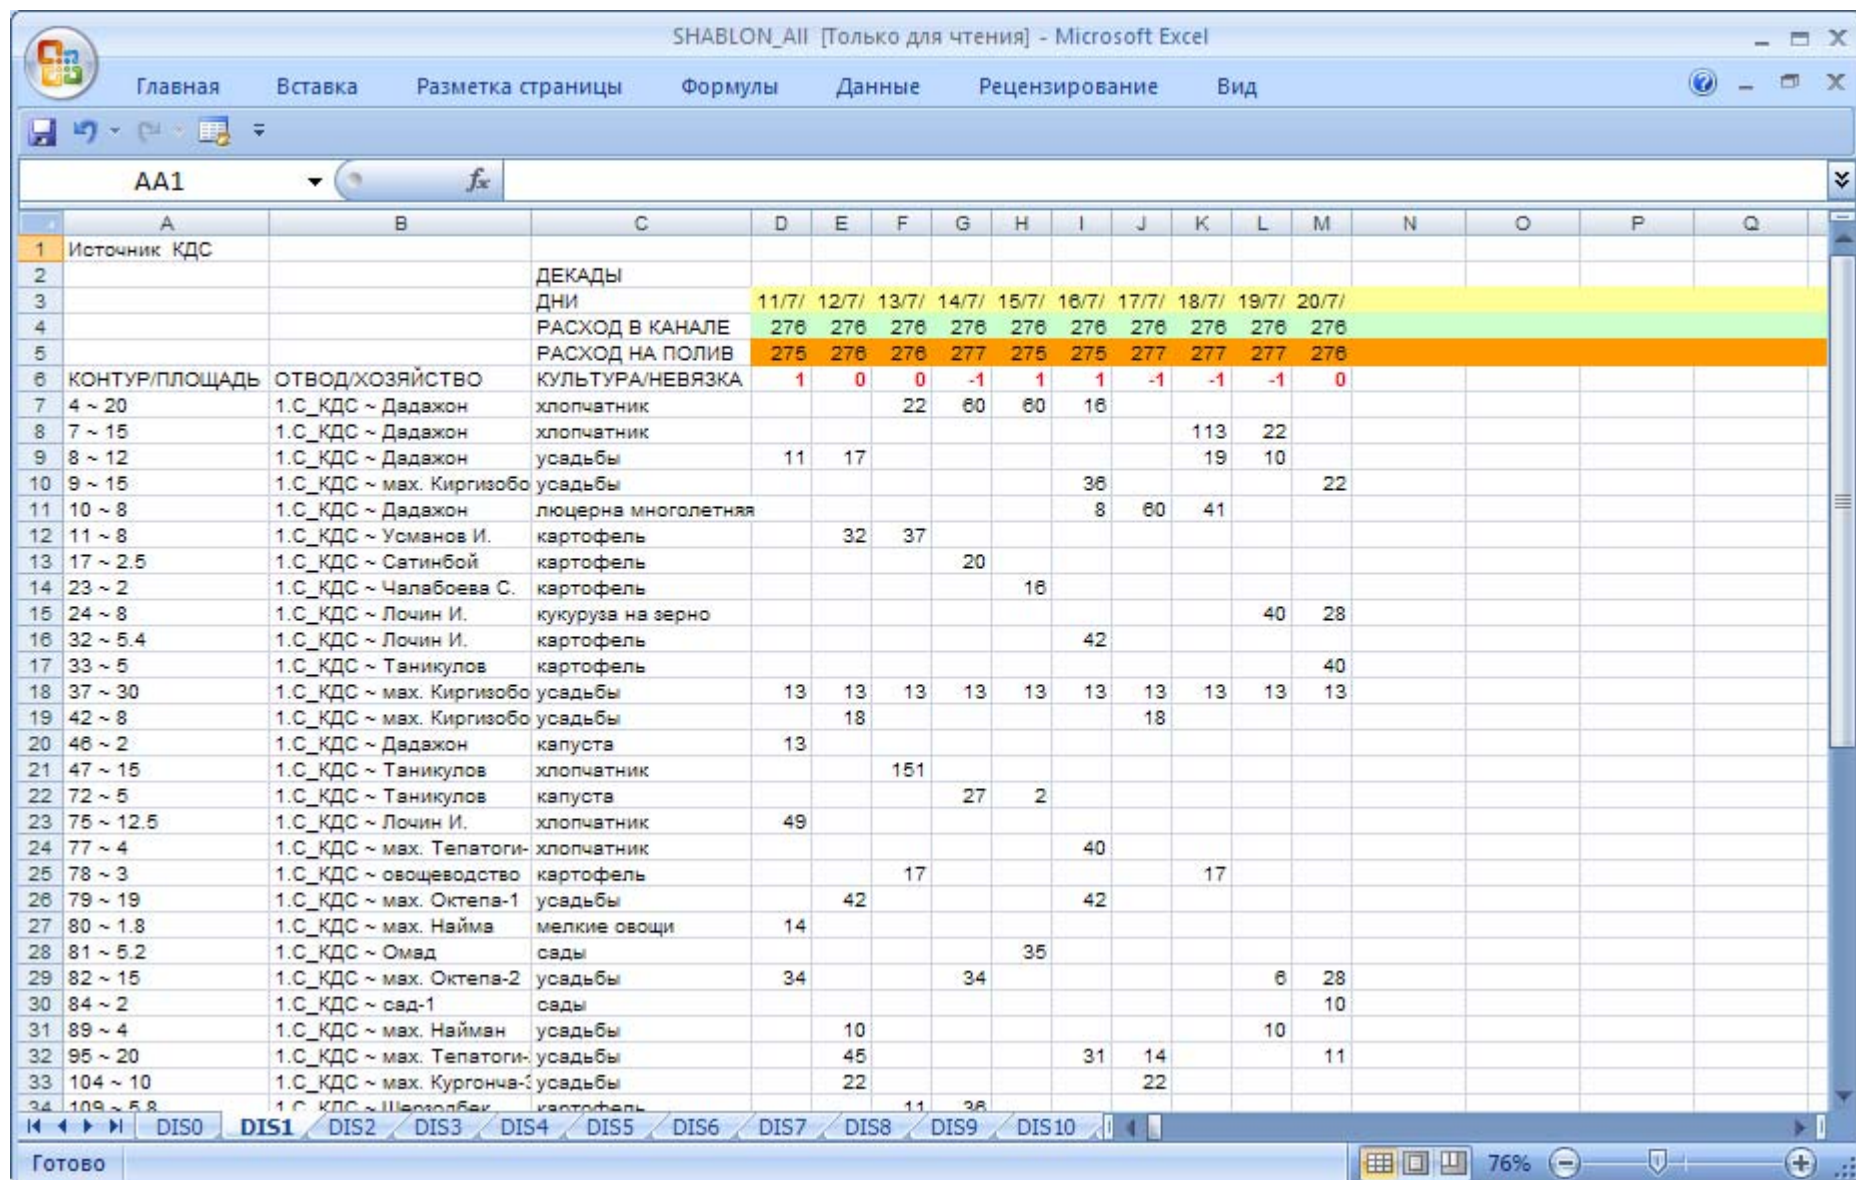 SHABLON_All [Только для чтения] - Microsoft Excel
Главная Вставка Разметка страницы Формулы Данные Рецензирование Вид
AA1 fx
A B C D E F G H I J K L M N O P Q
1 Источник КДС
2 ДЕКАДЫ
3 ДНИ 11/7/ 12/7/ 13/7/ 14/7/ 15/7/ 16/7/ 17/7/ 18/7/ 19/7/ 20/7/
4 РАСХОД В КАНАЛЕ 276 276 276 276 276 276 276 276 276 276
5 РАСХОД НА ПОЛИВ 275 276 276 277 275 275 277 277 277 276
6 КОНТУР/ПЛОЩАДЬ ОТВОД/ХОЗЯЙСТВО КУЛЬТУРА/НЕВЯЗКА 1 0 0 -1 1 1 -1 -1 -1 0
7 4 ~ 20 1.С_КДС ~ Дадажон хлопчатник 22 60 60 16
8 7 ~ 15 1.С_КДС ~ Дадажон хлопчатник 113 22
9 8 ~ 12 1.С_КДС ~ Дадажон усадьбы 11 17 19 10
10 9 ~ 15 1.С_КДС ~ мах. Киргизобо усадьбы 36 22
11 10 ~ 8 1.С_КДС ~ Дадажон люцерна многолетняя 8 60 41
12 11 ~ 8 1.С_КДС ~ Усманов И. картофель 32 37
13 17 ~ 2.5 1.С_КДС ~ Сатинбой картофель 20
14 23 ~ 2 1.С_КДС ~ Чалабоева С. картофель 16
15 24 ~ 8 1.С_КДС ~ Лочин И. кукуруза на зерно 40 28
16 32 ~ 5.4 1.С_КДС ~ Лочин И. картофель 42
17 33 ~ 5 1.С_КДС ~ Таникулов картофель 40
18 37 ~ 30 1.С_КДС ~ мах. Киргизобо усадьбы 13 13 13 13 13 13 13 13 13 13
19 42 ~ 8 1.С_КДС ~ мах. Киргизобо усадьбы 18 18
20 46 ~ 2 1.С_КДС ~ Дадажон капуста 13
21 47 ~ 15 1.С_КДС ~ Таникулов хлопчатник 151
22 72 ~ 5 1.С_КДС ~ Таникулов капуста 27 2
23 75 ~ 12.5 1.С_КДС ~ Лочин И. хлопчатник 49
24 77 ~ 4 1.С_КДС ~ мах. Тепатоги- хлопчатник 40
25 78 ~ 3 1.С_КДС ~ овощеводство картофель 17 17
26 79 ~ 19 1.С_КДС ~ мах. Октепа-1 усадьбы 42 42
27 80 ~ 1.8 1.С_КДС ~ мах. Найма мелкие овощи 14
28 81 ~ 5.2 1.С_КДС ~ Омад сады 35
29 82 ~ 15 1.С_КДС ~ мах. Октепа-2 усадьбы 34 34 6 28
30 84 ~ 2 1.С_КДС ~ сад-1 сады 10
31 89 ~ 4 1.С_КДС ~ мах. Найман усадьбы 10 10
32 95 ~ 20 1.С_КДС ~ мах. Тепатоги- усадьбы 45 31 14 11
33 104 ~ 10 1.С_КДС ~ мах. Кургонча-3 усадьбы 22 22
34 109 ~ 5.8 1.С_КДС ~ Шерзодбек картофель 11 36
DIS0 DIS1 DIS2 DIS3 DIS4 DIS5 DIS6 DIS7 DIS8 DIS9 DIS10
Готово 76%